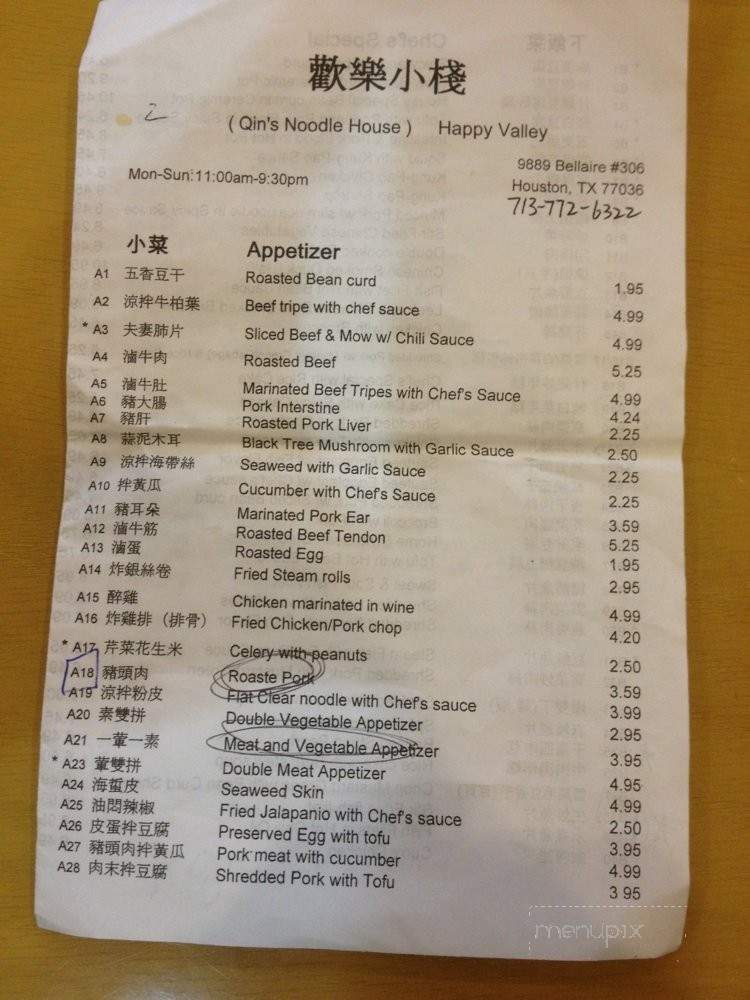 歡樂小棧
( Qin's Noodle House ) Happy Valley
Mon-Sun:11:00am-9:30pm
9889 Bellaire #306
Houston, TX 77036
713-772-6322
小菜 Appetizer
A1 五香豆干 Roasted Bean curd 1.95
A2 涼拌牛柏葉 Beef tripe with chef sauce 4.99
* A3 夫妻肺片 Sliced Beef & Mow w/ Chili Sauce 4.99
A4 滷牛肉 Roasted Beef 5.25
A5 滷牛肚 Marinated Beef Tripes with Chef's Sauce 4.99
A6 豬大腸 Pork Interstine 4.24
A7 豬肝 Roasted Pork Liver 2.25
A8 蒜泥木耳 Black Tree Mushroom with Garlic Sauce 2.50
A9 涼拌海帶絲 Seaweed with Garlic Sauce 2.25
A10 拌黃瓜 Cucumber with Chef's Sauce 2.25
A11 豬耳朵 Marinated Pork Ear 3.59
A12 滷牛筋 Roasted Beef Tendon 5.25
A13 滷蛋 Roasted Egg 1.95
A14 炸銀絲卷 Fried Steam rolls 2.95
A15 醉雞 Chicken marinated in wine 4.99
A16 炸雞排（排骨） Fried Chicken/Pork chop 4.20
* A17 芹菜花生米 Celery with peanuts 2.50
A18 豬頭肉 Roaste Pork 3.59
A19 涼拌粉皮 Flat Clear noodle with Chef's sauce 3.99
A20 素雙拼 Double Vegetable Appetizer 2.95
A21 一葷一素 Meat and Vegetable Appetizer 3.95
* A23 葷雙拼 Double Meat Appetizer 4.95
A24 海蜇皮 Seaweed Skin 4.99
A25 油悶辣椒 Fried Jalapanio with Chef's sauce 2.50
A26 皮蛋拌豆腐 Preserved Egg with tofu 3.95
A27 豬頭肉拌黃瓜 Pork meat with cucumber 4.99
A28 肉末拌豆腐 Shredded Pork with Tofu 3 95
menupix